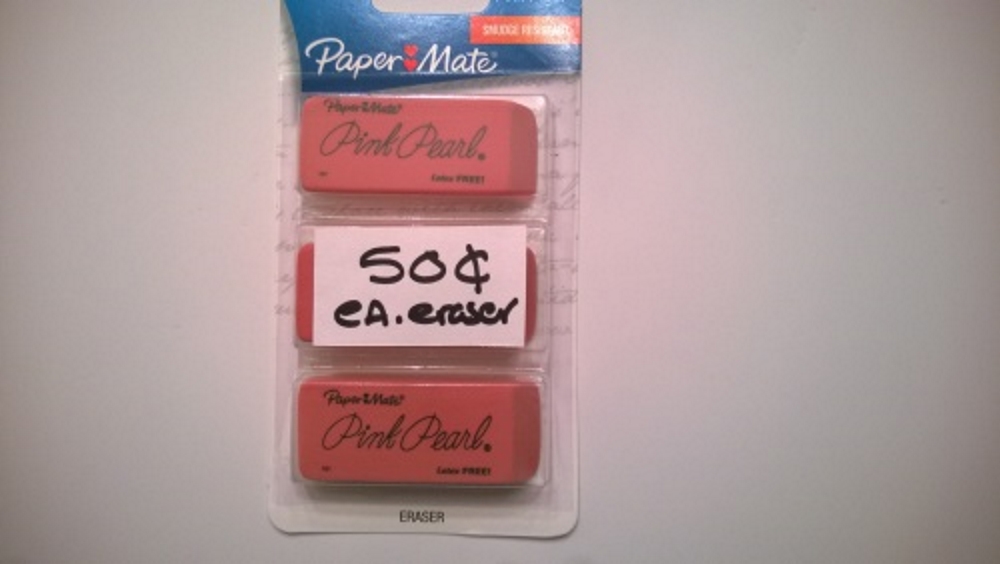 SMUDGE RESISTANT
Paper Mate®
Paper Mate®
Pink Pearl®
Latex FREE!
50¢
eA. eraser
Paper Mate®
Pink Pearl®
Latex FREE!
ERASER